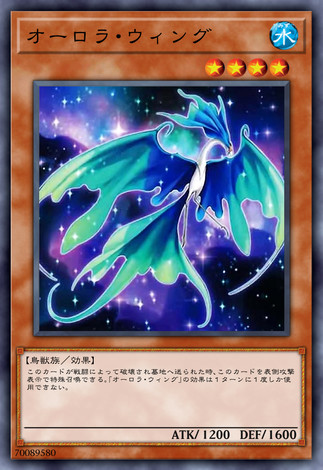 オーロラ・ウィング
水
【鳥獣族／効果】
このカードが戦闘によって破壊され墓地へ送られた時、このカードを表側攻撃
表示で特殊召喚できる。「オーロラ・ウィング」の効果は１ターンに１度しか使
用できない。
ATK/1200 DEF/1600
70089580